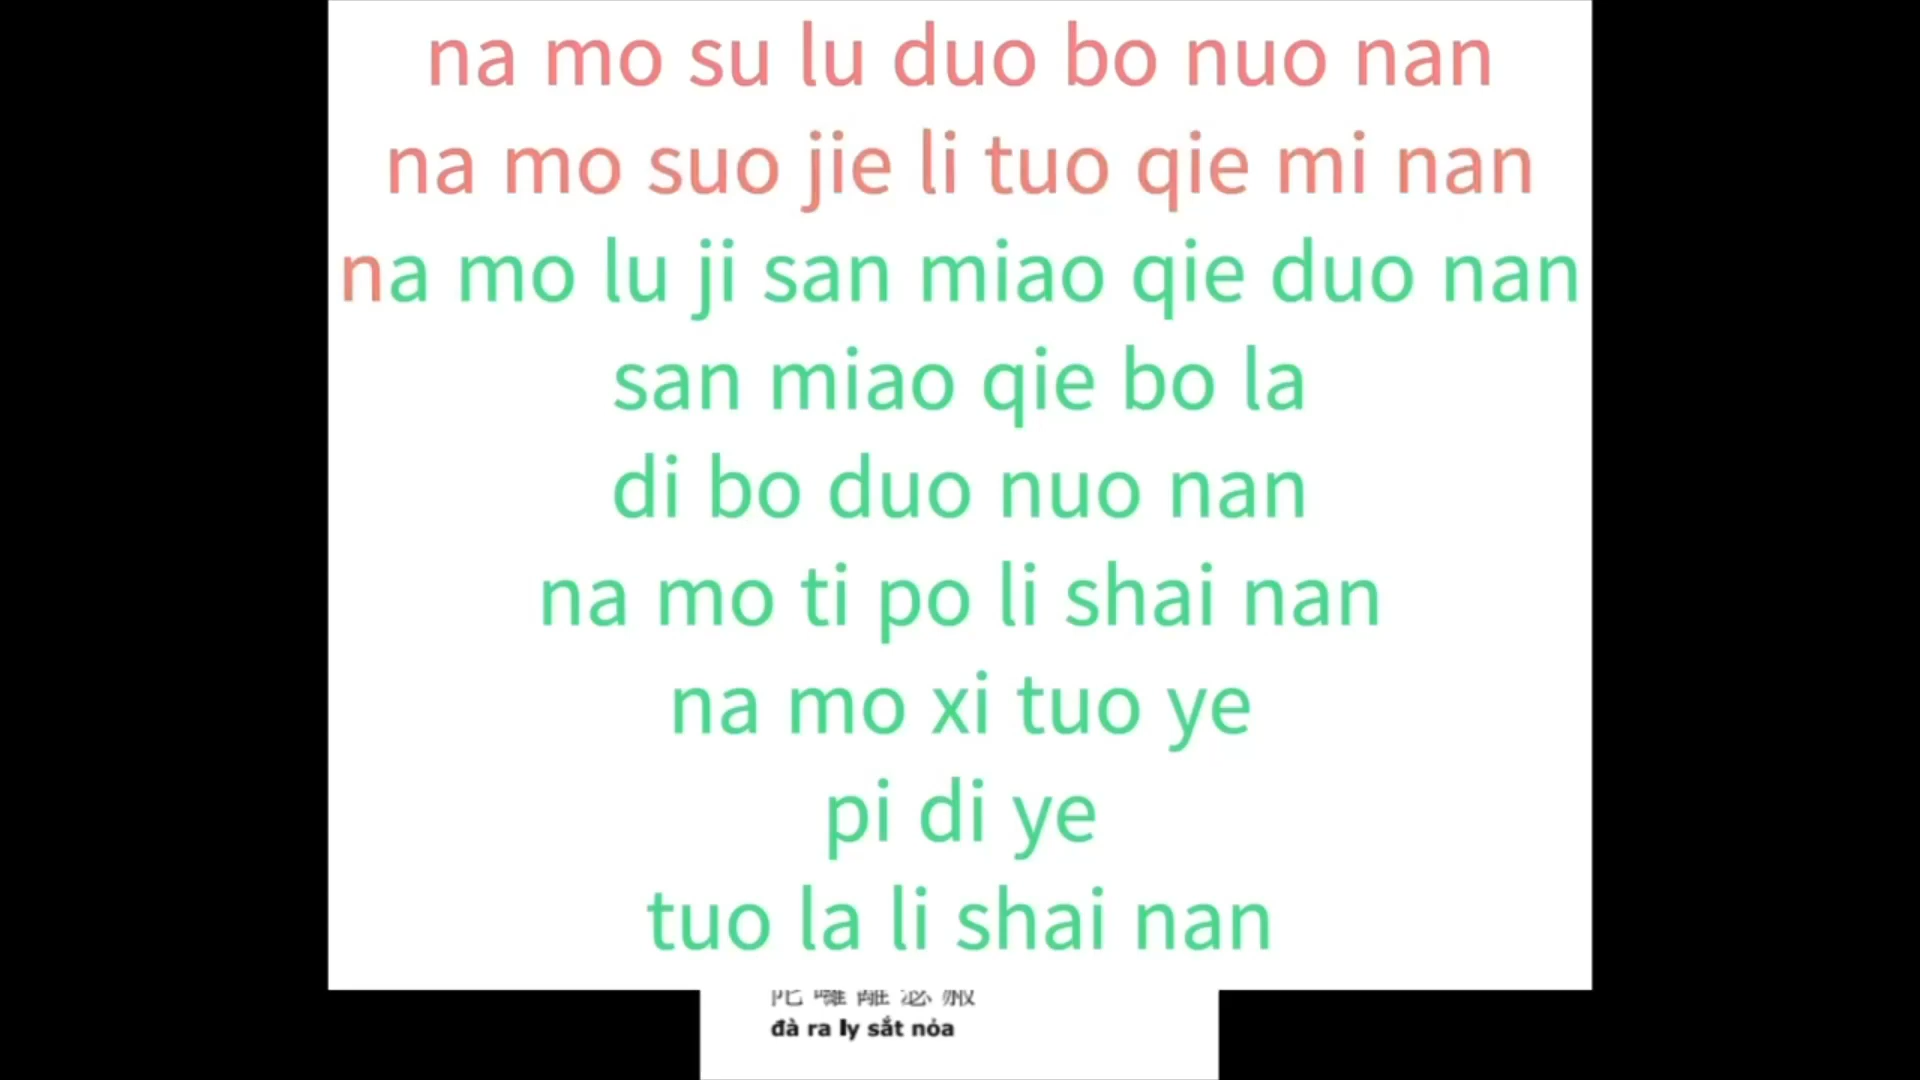 na mo su lu duo bo nuo nan
na mo suo jie li tuo qie mi nan
na mo lu ji san miao qie duo nan
san miao qie bo la
di bo duo nuo nan
na mo ti po li shai nan
na mo xi tuo ye
pi di ye
tuo la li shai nan
đà ra ly sắt nỏa